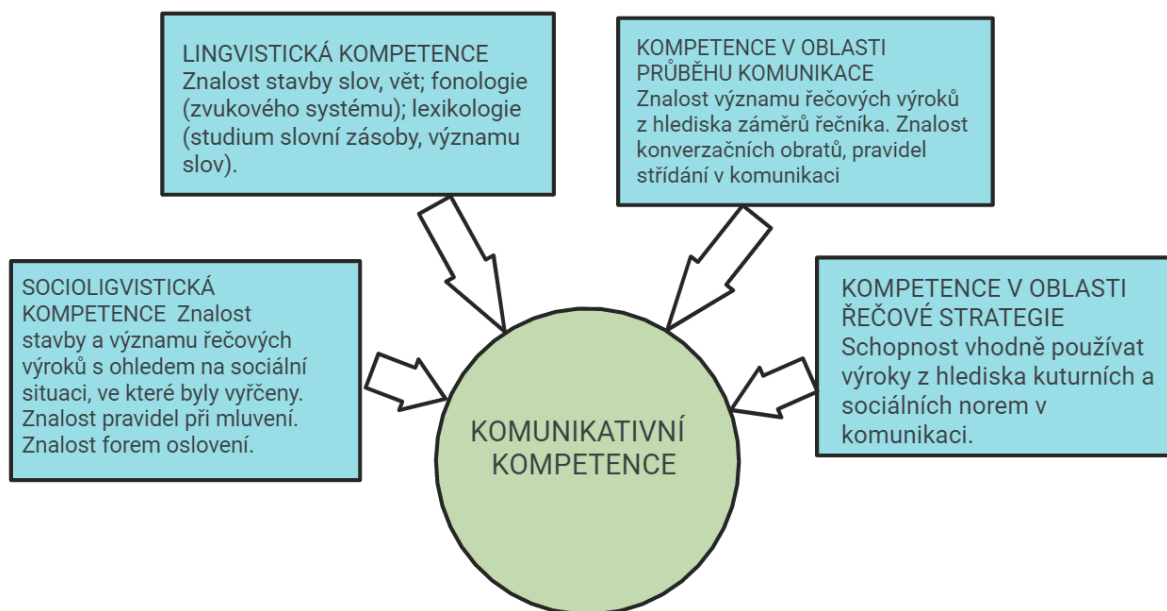 LINGVISTICKÁ KOMPETENCE
Znalost stavby slov, vět; fonologie
(zvukového systému); lexikologie
(studium slovní zásoby, významu
slov).
KOMPETENCE V OBLASTI
PRŮBĚHU KOMUNIKACE
Znalost významu řečových výroků
z hlediska záměrů řečníka. Znalost
konverzačních obratů, pravidel
střídání v komunikaci
SOCIOLIGVISTICKÁ
KOMPETENCE Znalost
stavby a významu řečových
výroků s ohledem na sociální
situaci, ve které byly vyřčeny.
Znalost pravidel při mluvení.
Znalost forem oslovení.
KOMPETENCE V OBLASTI
ŘEČOVÉ STRATEGIE
Schopnost vhodně používat
výroky z hlediska kuturních a
sociálních norem v
komunikaci.
KOMUNIKATIVNÍ
KOMPETENCE